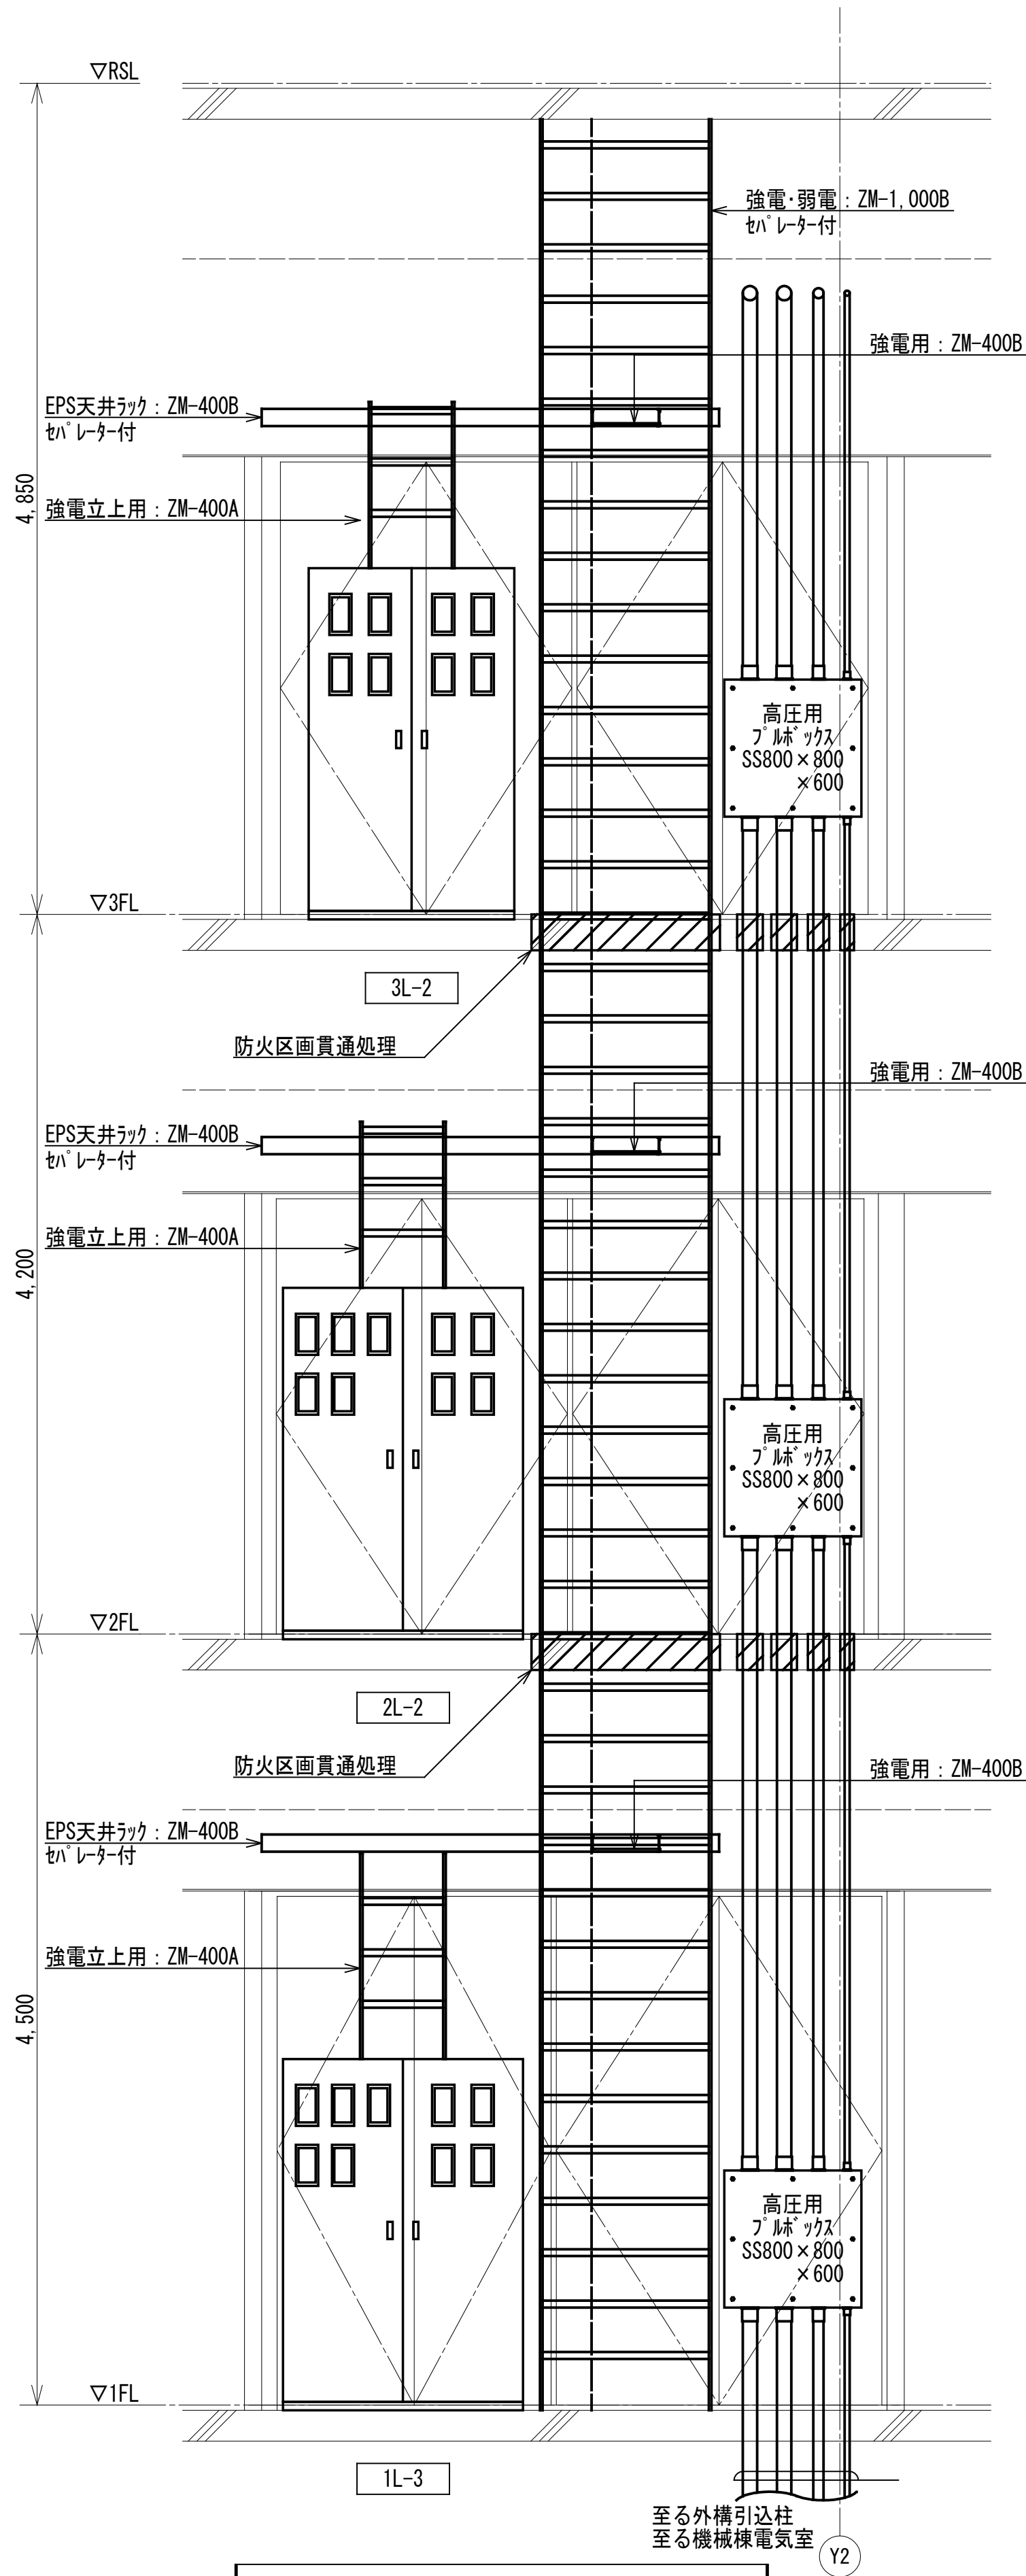 ▽RSL
強電・弱電：ZM-1,000B
セパレーター付
強電用：ZM-400B
EPS天井ラック：ZM-400B
セパレーター付
4,850
強電立上用：ZM-400A
高圧用
プルボックス
SS800×800
×600
▽3FL
3L-2
防火区画貫通処理
強電用：ZM-400B
EPS天井ラック：ZM-400B
セパレーター付
強電立上用：ZM-400A
4,200
高圧用
プルボックス
SS800×800
×600
▽2FL
2L-2
防火区画貫通処理
強電用：ZM-400B
EPS天井ラック：ZM-400B
セパレーター付
強電立上用：ZM-400A
4,500
高圧用
プルボックス
SS800×800
×600
▽1FL
1L-3
至る外構引込柱
至る機械棟電気室
Y2